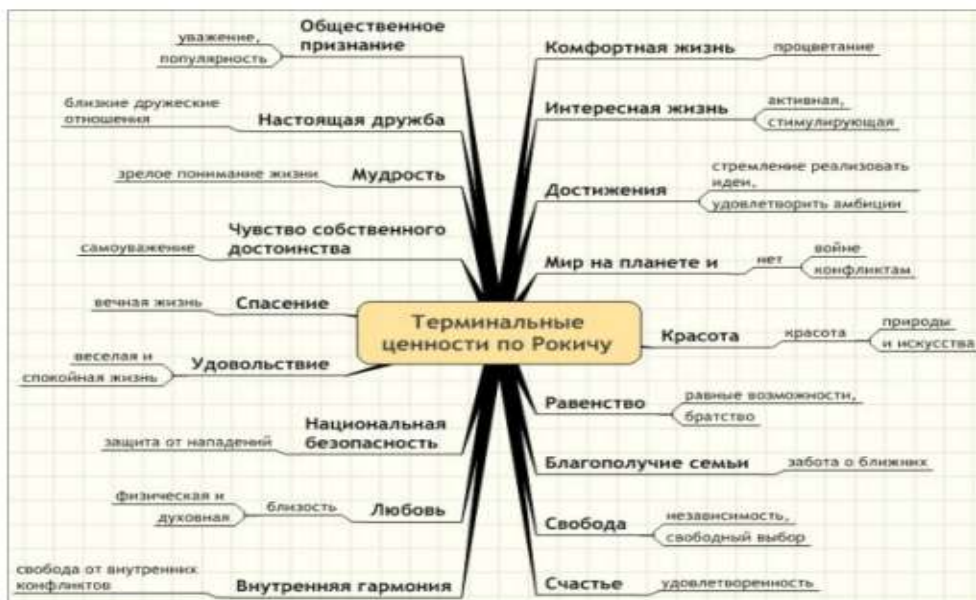 Терминальные
ценности по Рокичу
Комфортная жизнь
процветание
Интересная жизнь
активная,
стимулирующая
Достижения
стремление реализовать
идеи,
удовлетворить амбиции
Мир на планете и
нет
войне
конфликтам
Красота
красота
природы
и искусства
Равенство
равные возможности,
братство
Благополучие семьи
забота о ближних
Свобода
независимость,
свободный выбор
Счастье
удовлетворенность
Общественное
признание
уважение,
популярность
Настоящая дружба
близкие дружеские
отношения
Мудрость
зрелое понимание жизни
Чувство собственного
достоинства
самоуважение
Спасение
вечная жизнь
Удовольствие
веселая и
спокойная жизнь
Национальная
безопасность
защита от нападений
Любовь
близость
физическая и
духовная
Внутренняя гармония
свобода от внутренних
конфликтов